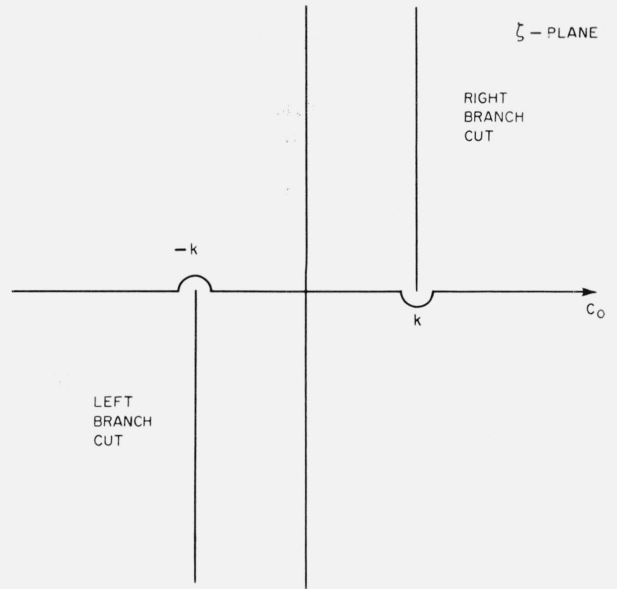 ζ – PLANE
RIGHT
BRANCH
CUT
–k
C₀
k
LEFT
BRANCH
CUT